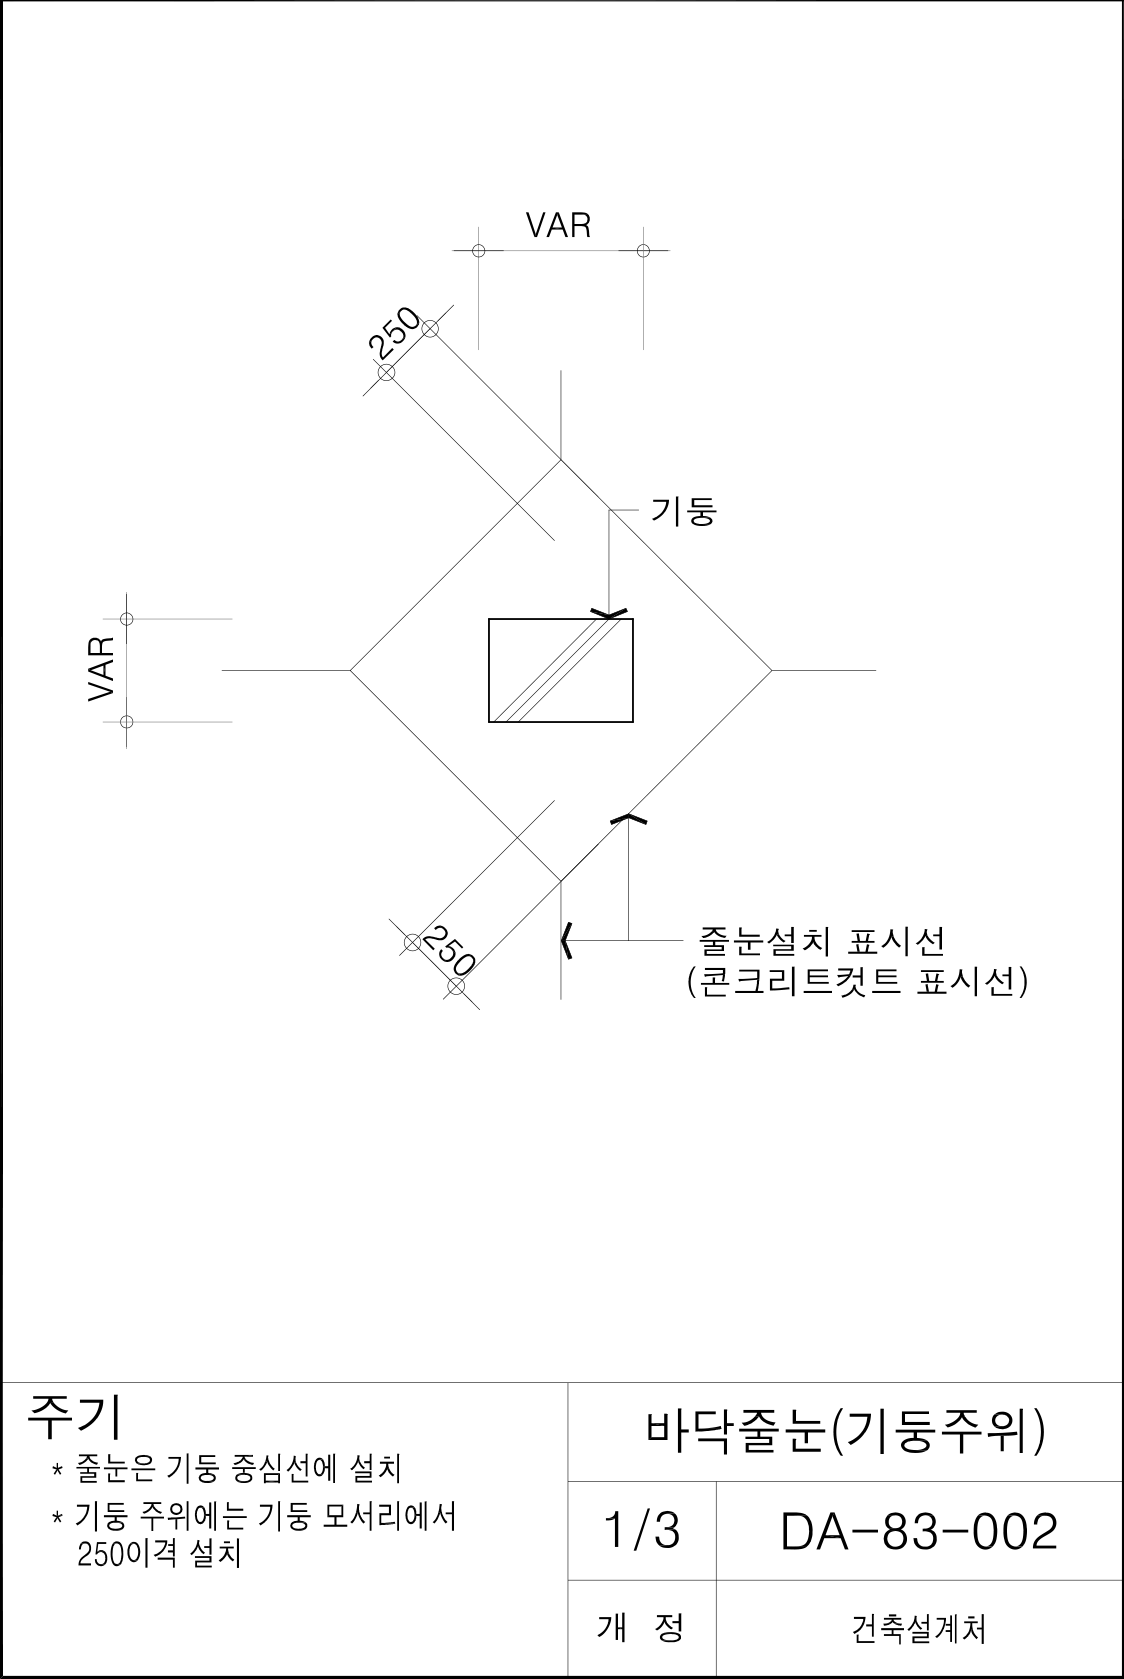 VAR
250
기둥
VAR
250
줄눈설치 표시선
(콘크리트컷트 표시선)
주기
* 줄눈은 기둥 중심선에 설치
* 기둥 주위에는 기둥 모서리에서
250이격 설치
바닥줄눈(기둥주위)
1/3
DA-83-002
개 정
건축설계처